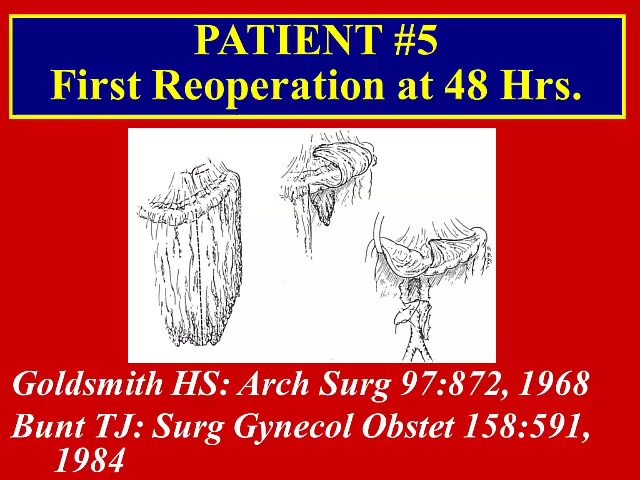 PATIENT #5
First Reoperation at 48 Hrs.
Goldsmith HS: Arch Surg 97:872, 1968
Bunt TJ: Surg Gynecol Obstet 158:591,
1984